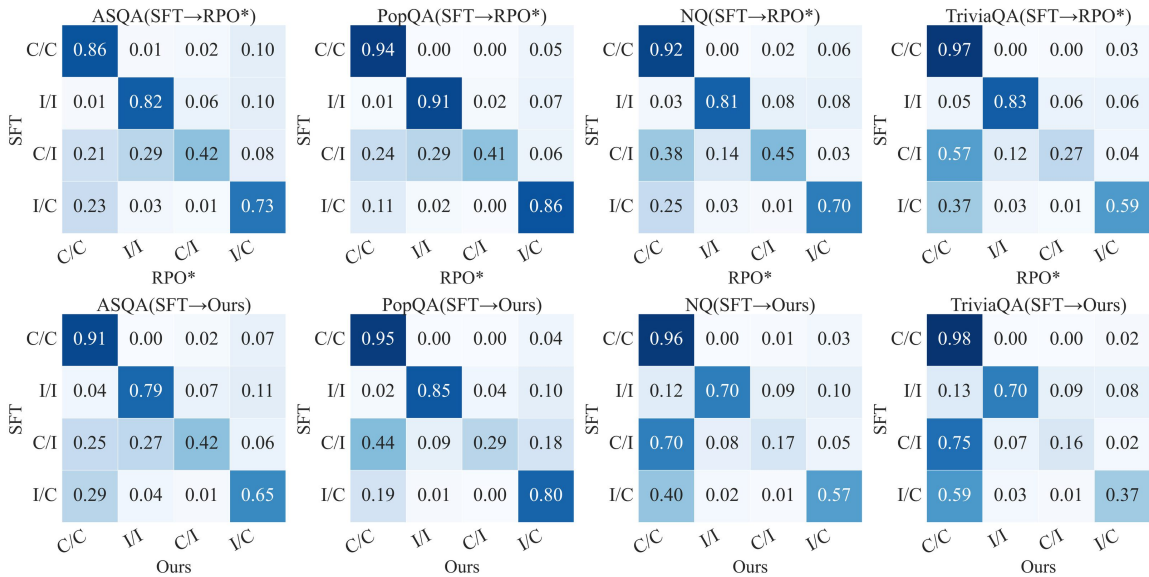 ASQA(SFT→RPO*) PopQA(SFT→RPO*) NQ(SFT→RPO*) TriviaQA(SFT→RPO*)
C/C 0.86 0.01 0.02 0.10 C/C 0.94 0.00 0.00 0.05 C/C 0.92 0.00 0.02 0.06 C/C 0.97 0.00 0.00 0.03
I/I 0.01 0.82 0.06 0.10 I/I 0.01 0.91 0.02 0.07 I/I 0.03 0.81 0.08 0.08 I/I 0.05 0.83 0.06 0.06
SFT SFT SFT SFT
C/I 0.21 0.29 0.42 0.08 C/I 0.24 0.29 0.41 0.06 C/I 0.38 0.14 0.45 0.03 C/I 0.57 0.12 0.27 0.04
I/C 0.23 0.03 0.01 0.73 I/C 0.11 0.02 0.00 0.86 I/C 0.25 0.03 0.01 0.70 I/C 0.37 0.03 0.01 0.59
C/C I/I C/I I/C C/C I/I C/I I/C C/C I/I C/I I/C C/C I/I C/I I/C
RPO* RPO* RPO* RPO*
ASQA(SFT→Ours) PopQA(SFT→Ours) NQ(SFT→Ours) TriviaQA(SFT→Ours)
C/C 0.91 0.00 0.02 0.07 C/C 0.95 0.00 0.00 0.04 C/C 0.96 0.00 0.01 0.03 C/C 0.98 0.00 0.00 0.02
I/I 0.04 0.79 0.07 0.11 I/I 0.02 0.85 0.04 0.10 I/I 0.12 0.70 0.09 0.10 I/I 0.13 0.70 0.09 0.08
SFT SFT SFT SFT
C/I 0.25 0.27 0.42 0.06 C/I 0.44 0.09 0.29 0.18 C/I 0.70 0.08 0.17 0.05 C/I 0.75 0.07 0.16 0.02
I/C 0.29 0.04 0.01 0.65 I/C 0.19 0.01 0.00 0.80 I/C 0.40 0.02 0.01 0.57 I/C 0.59 0.03 0.01 0.37
C/C I/I C/I I/C C/C I/I C/I I/C C/C I/I C/I I/C C/C I/I C/I I/C
Ours Ours Ours Ours